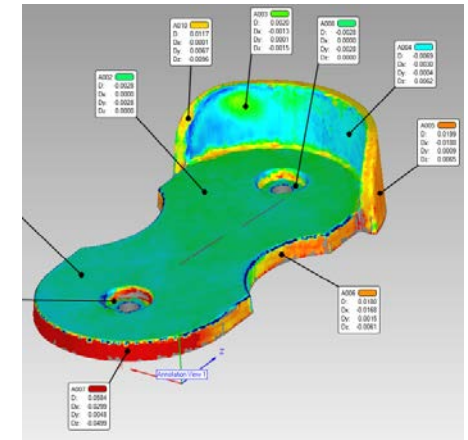 A003
D: 0.0020
Dx: -0.0013
Dy: 0.0001
Dz: -0.0015
A008
D: -0.0028
Dx: 0.0000
Dy: -0.0028
Dz: 0.0000
A010
D: 0.0117
Dx: 0.0001
Dy: 0.0067
Dz: -0.0096
A004
D: -0.0069
Dx: -0.0030
Dy: -0.0004
Dz: 0.0062
A002
D: -0.0028
Dx: 0.0000
Dy: -0.0028
Dz: 0.0000
A005
D: 0.0199
Dx: -0.0180
Dy: 0.0009
Dz: 0.0085
A006
D: 0.0180
Dx: -0.0168
Dy: 0.0016
Dz: -0.0061
Annotation View 1
Z
A007
D: 0.0584
Dx: 0.0299
Dy: 0.0048
Dz: -0.0499